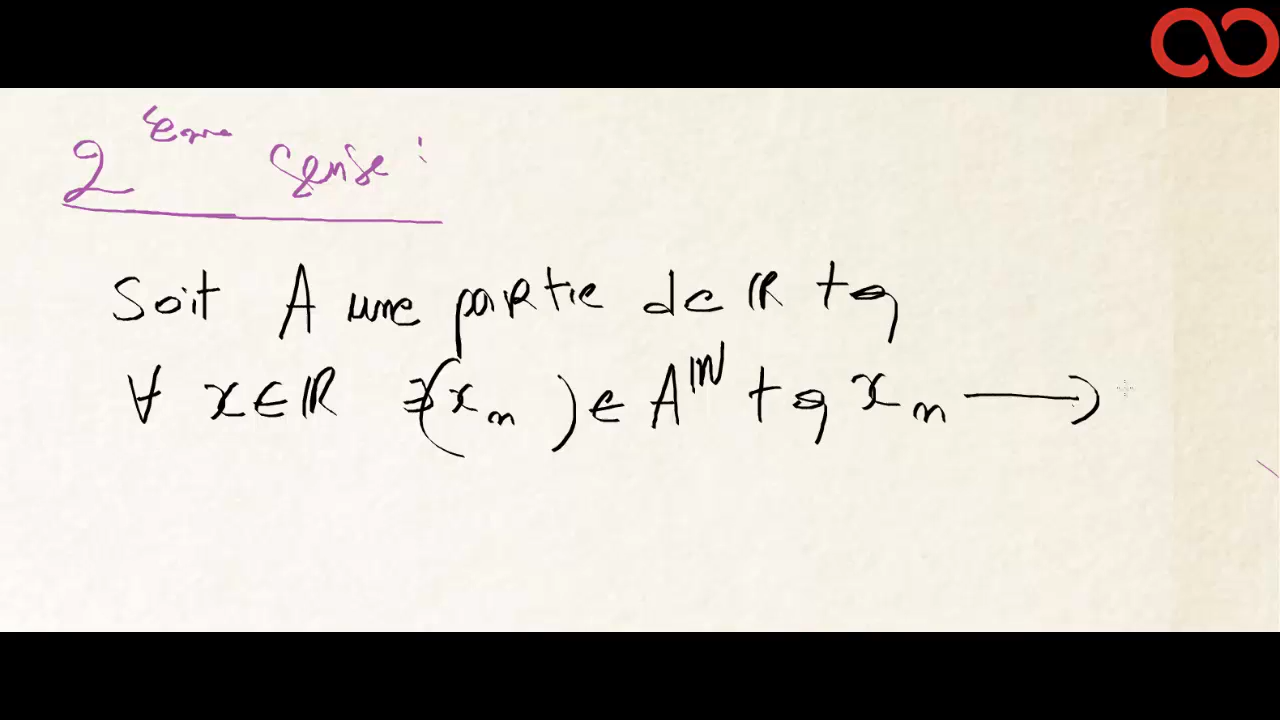 2ème sense :
Soit A une partie de ℝ tq
∀ x ∈ ℝ ∃(xₙ) ∈ A^ℕ tq xₙ ⟶